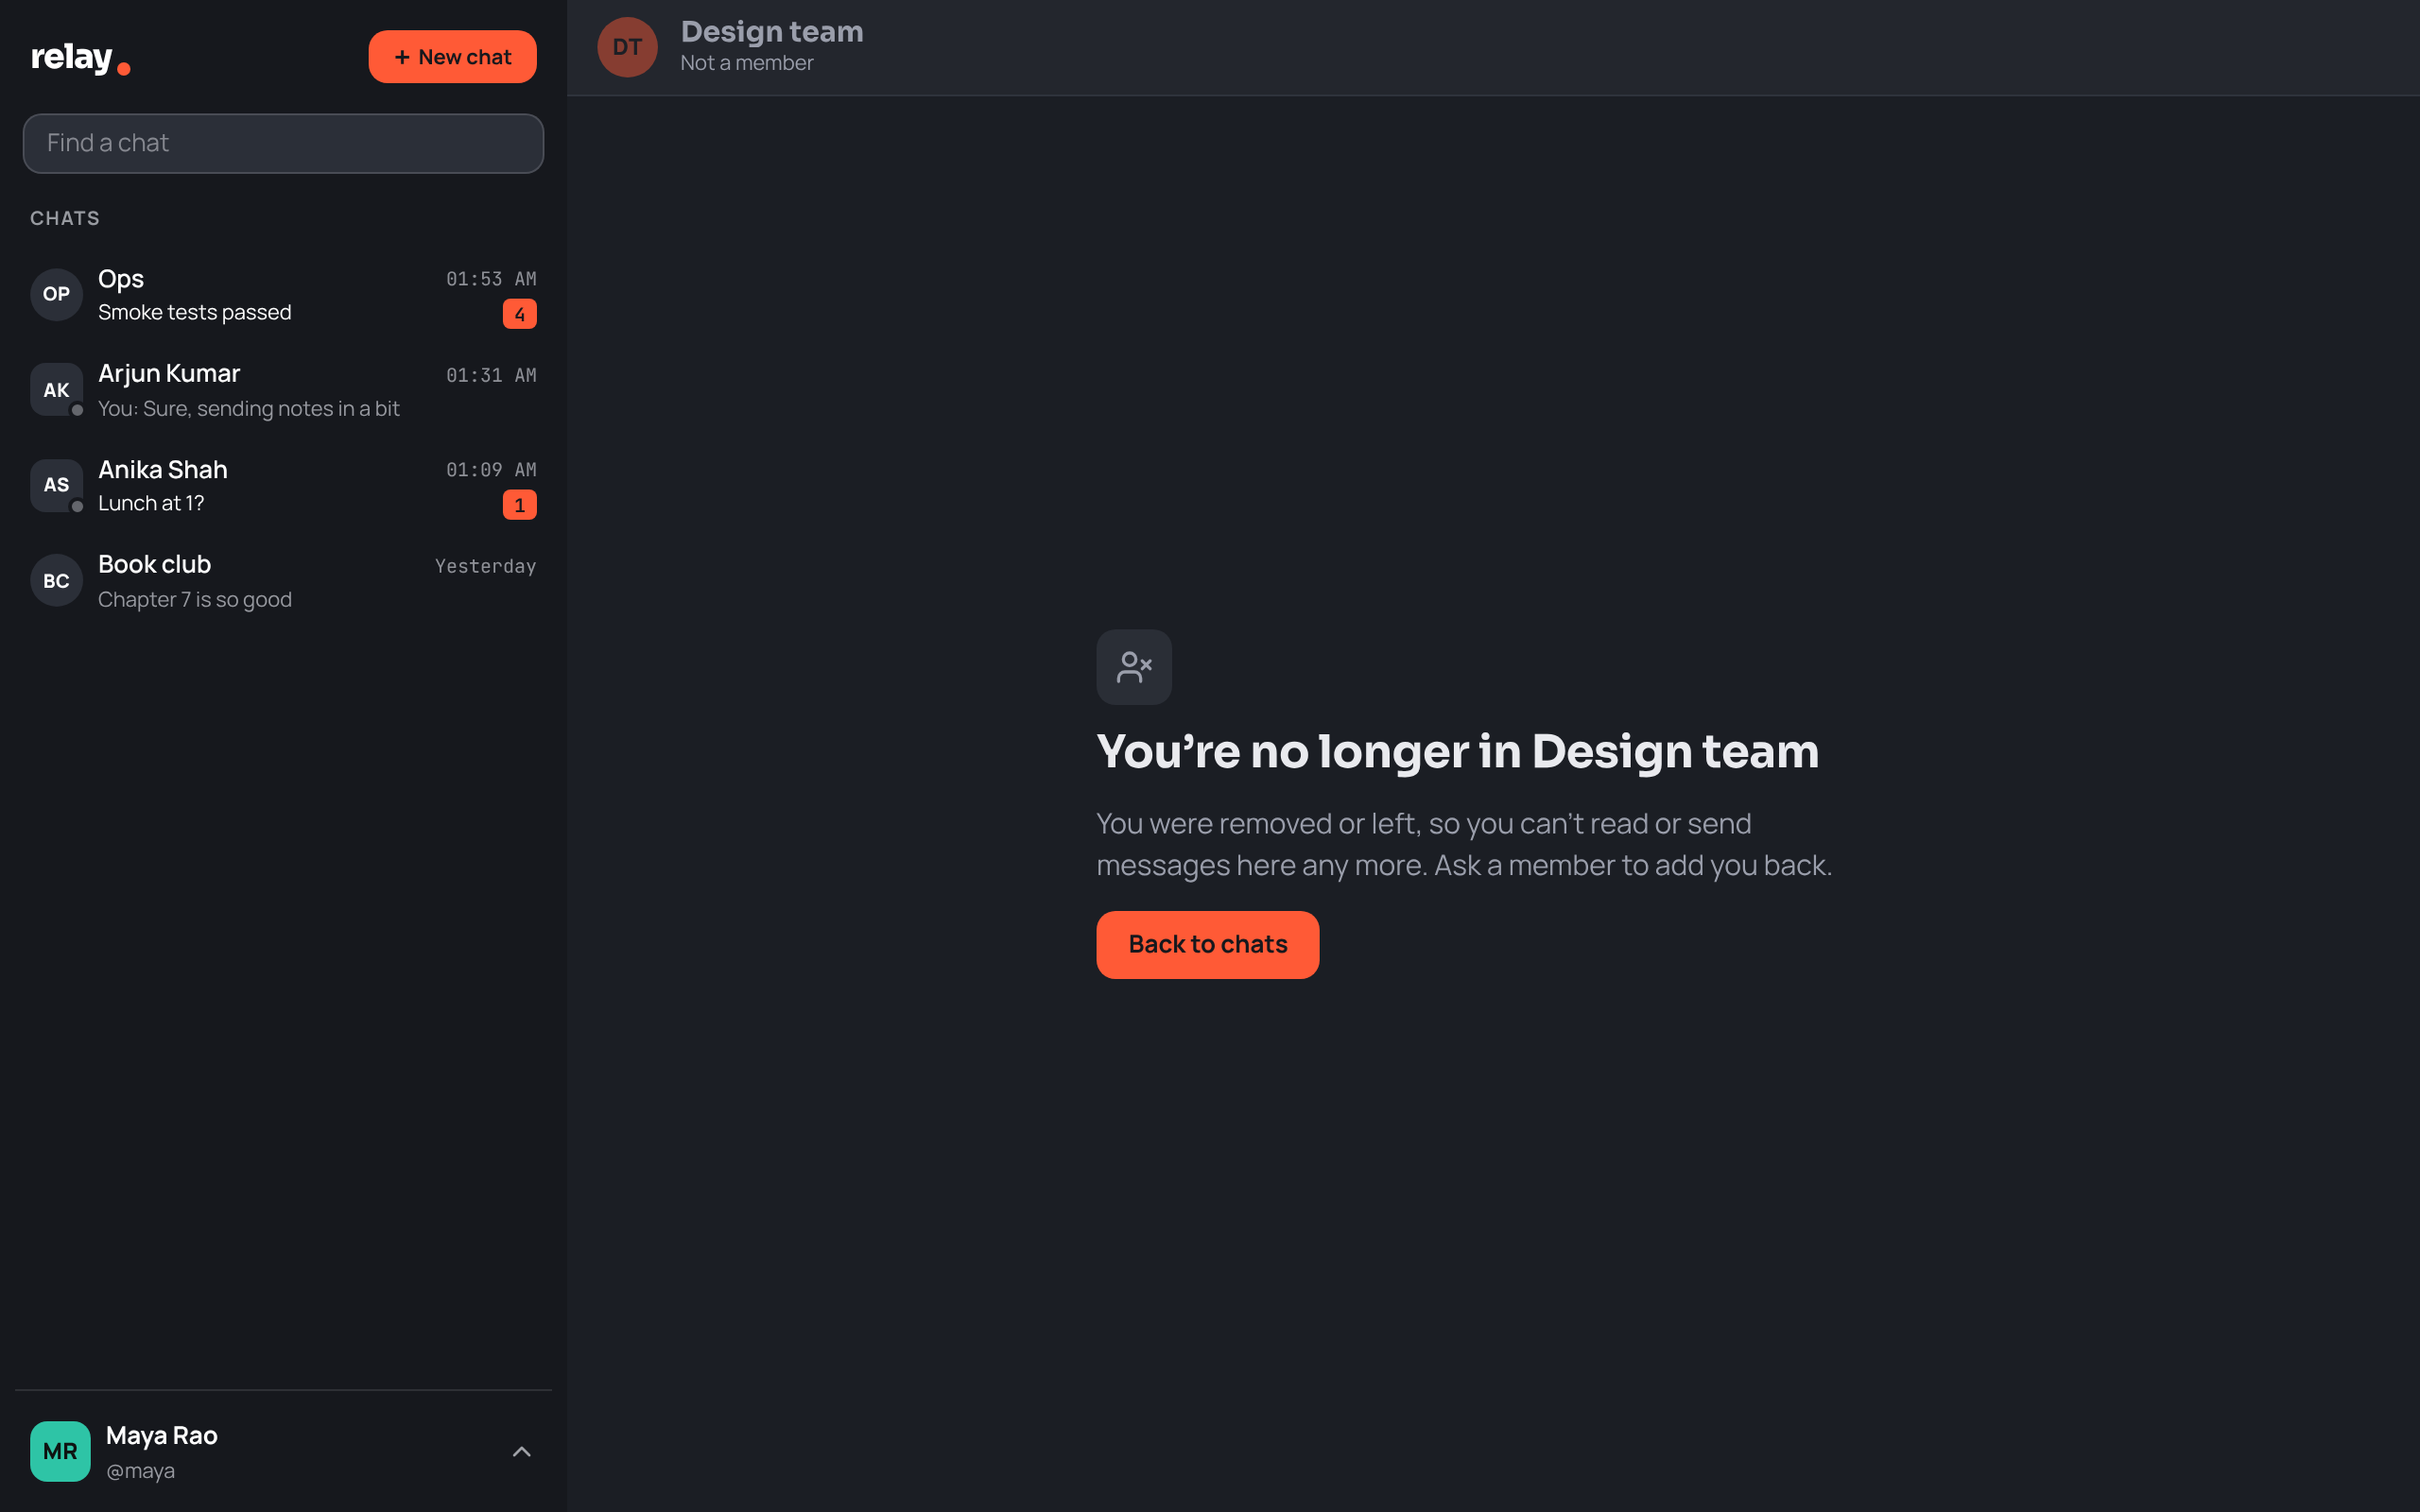 relay.
+ New chat
Find a chat
CHATS
OP
Ops
01:53 AM
Smoke tests passed
4
AK
Arjun Kumar
01:31 AM
You: Sure, sending notes in a bit
AS
Anika Shah
01:09 AM
Lunch at 1?
1
BC
Book club
Yesterday
Chapter 7 is so good
MR
Maya Rao
@maya
DT
Design team
Not a member
You’re no longer in Design team
You were removed or left, so you can’t read or send
messages here any more. Ask a member to add you back.
Back to chats